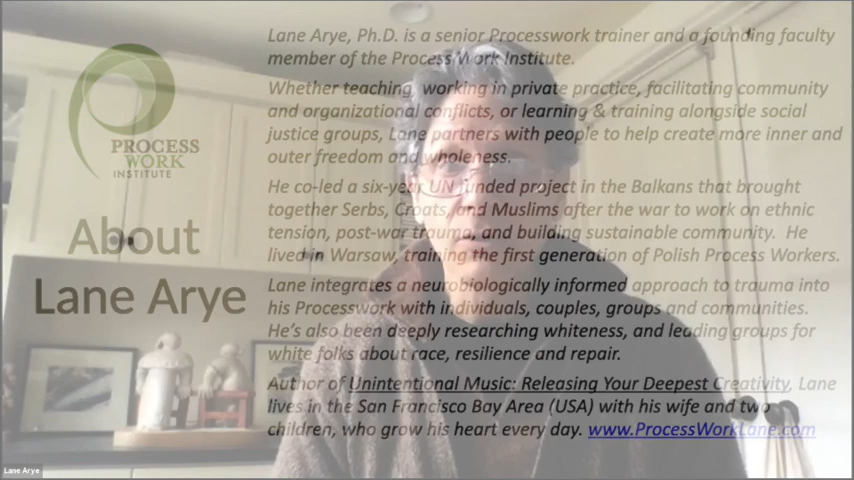 PROCESS
WORK
INSTITUTE
About
Lane Arye
Lane Arye, Ph.D. is a senior Processwork trainer and a founding faculty
member of the Process Work Institute.
Whether teaching, working in private practice, facilitating community
and organizational conflicts, or learning & training alongside social
justice groups, Lane partners with people to help create more inner and
outer freedom and wholeness.
He co-led a six-year UN funded project in the Balkans that brought
together Serbs, Croats, and Muslims after the war to work on ethnic
tension, post-war trauma, and building sustainable community. He
lived in Warsaw, training the first generation of Polish Process Workers.
Lane integrates a neurobiologically informed approach to trauma into
his Processwork with individuals, couples, groups and communities.
He's also been deeply researching whiteness, and leading groups for
white folks about race, resilience and repair.
Author of Unintentional Music: Releasing Your Deepest Creativity, Lane
lives in the San Francisco Bay Area (USA) with his wife and two
children, who grow his heart every day. www.ProcessWorkLane.com
Lane Arye